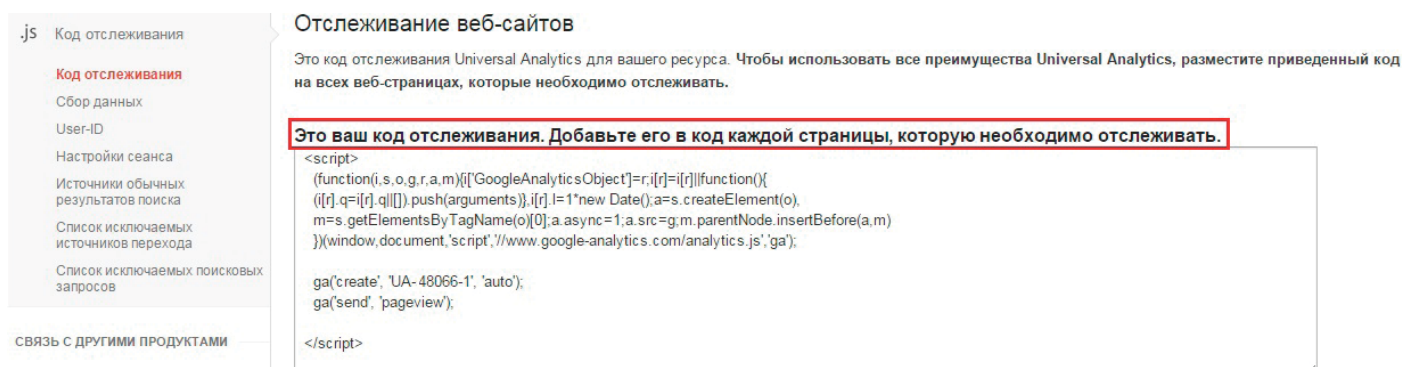 .js Код отслеживания
Код отслеживания
Сбор данных
User-ID
Настройки сеанса
Источники обычных
результатов поиска
Список исключаемых
источников перехода
Список исключаемых поисковых
запросов
СВЯЗЬ С ДРУГИМИ ПРОДУКТАМИ
Отслеживание веб-сайтов
Это код отслеживания Universal Analytics для вашего ресурса. Чтобы использовать все преимущества Universal Analytics, разместите приведенный код
на всех веб-страницах, которые необходимо отслеживать.
Это ваш код отслеживания. Добавьте его в код каждой страницы, которую необходимо отслеживать.
<script>
(function(i,s,o,g,r,a,m){i['GoogleAnalyticsObject']=r;i[r]=i[r]||function(){
(i[r].q=i[r].q||[]).push(arguments)},i[r].l=1*new Date();a=s.createElement(o),
m=s.getElementsByTagName(o)[0];a.async=1;a.src=g;m.parentNode.insertBefore(a,m)
})(window,document,'script','//www.google-analytics.com/analytics.js','ga');
ga('create', 'UA-48066-1', 'auto');
ga('send', 'pageview');
</script>